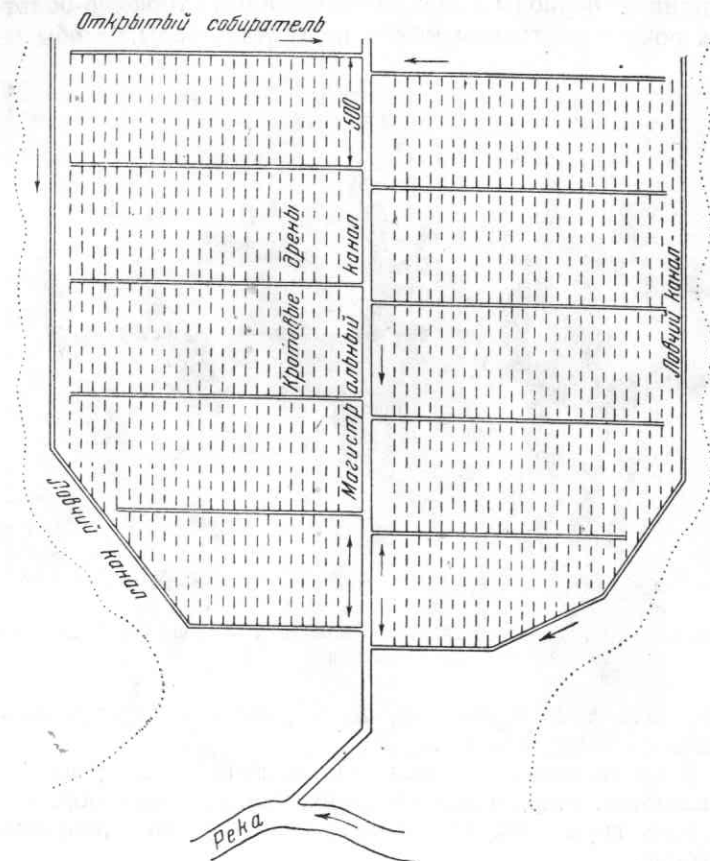 Открытый собиратель
500
Кротовые дрены
Магистральный канал
Ловчий канал
Ловчий канал
Река